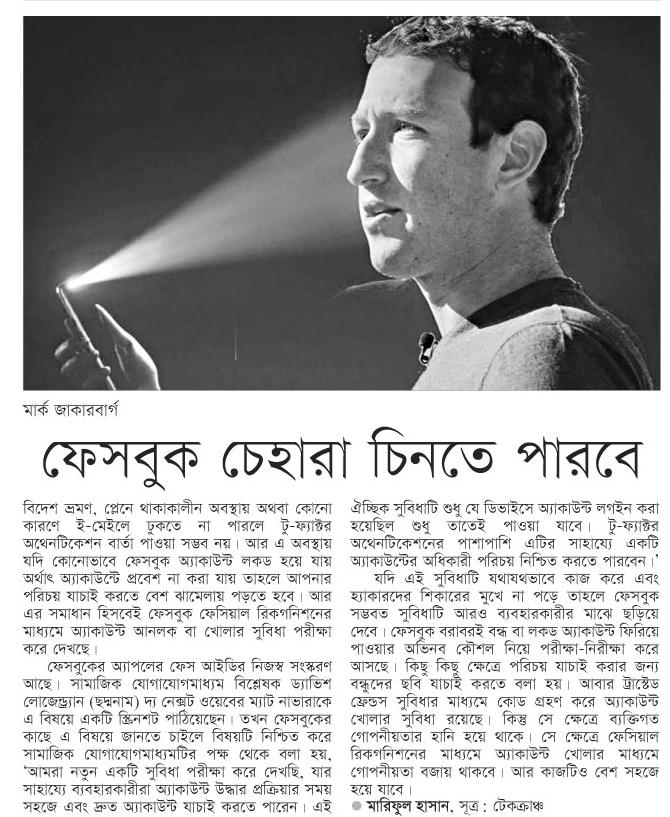 মার্ক জাকারবার্গ
ফেসবুক চেহারা চিনতে পারবে
বিদেশ ভ্রমণ, প্লেনে থাকাকালীন অবস্থায় অথবা কোনো
কারণে ই-মেইলে ঢুকতে না পারলে টু-ফ্যাক্টর
অথেনটিকেশন বার্তা পাওয়া সম্ভব নয়। আর এ অবস্থায়
যদি কোনোভাবে ফেসবুক অ্যাকাউন্ট লকড হয়ে যায়
অর্থাৎ অ্যাকাউন্টে প্রবেশ না করা যায় তাহলে আপনার
পরিচয় যাচাই করতে বেশ ঝামেলায় পড়তে হবে। আর
এর সমাধান হিসেবেই ফেসবুক ফেসিয়াল রিকগনিশনের
মাধ্যমে অ্যাকাউন্ট আনলক বা খোলার সুবিধা পরীক্ষা
করে দেখছে।
ফেসবুকের অ্যাপলের ফেস আইডির নিজস্ব সংস্করণ
আছে। সামাজিক যোগাযোগমাধ্যম বিশ্লেষক ড্যাভিশ
লোজেড্র্যান (ছদ্মনাম) দ্য নেক্সট ওয়েবের ম্যাট নাভারাকে
এ বিষয়ে একটি স্ক্রিনশট পাঠিয়েছেন। তখন ফেসবুকের
কাছে এ বিষয়ে জানতে চাইলে বিষয়টি নিশ্চিত করে
সামাজিক যোগাযোগমাধ্যমটির পক্ষ থেকে বলা হয়,
‘আমরা নতুন একটি সুবিধা পরীক্ষা করে দেখছি, যার
সাহায্যে ব্যবহারকারীরা অ্যাকাউন্ট উদ্ধার প্রক্রিয়ার সময়
সহজে এবং দ্রুত অ্যাকাউন্ট যাচাই করতে পারেন। এই
ঐচ্ছিক সুবিধাটি শুধু যে ডিভাইসে অ্যাকাউন্ট লগইন করা
হয়েছিল শুধু তাতেই পাওয়া যাবে। টু-ফ্যাক্টর
অথেনটিকেশনের পাশাপাশি এটির সাহায্যে একটি
অ্যাকাউন্টের অধিকারী পরিচয় নিশ্চিত করতে পারবেন।’
যদি এই সুবিধাটি যথাযথভাবে কাজ করে এবং
হ্যাকারদের শিকারের মুখে না পড়ে তাহলে ফেসবুক
সম্ভবত সুবিধাটি আরও ব্যবহারকারীর মাঝে ছড়িয়ে
দেবে। ফেসবুক বরাবরই বন্ধ বা লকড অ্যাকাউন্ট ফিরিয়ে
পাওয়ার অভিনব কৌশল নিয়ে পরীক্ষা-নিরীক্ষা করে
আসছে। কিছু কিছু ক্ষেত্রে পরিচয় যাচাই করার জন্য
বন্ধুদের ছবি যাচাই করতে বলা হয়। আবার ট্রাস্টেড
ফ্রেন্ডস সুবিধার মাধ্যমে কোড গ্রহণ করে অ্যাকাউন্ট
খোলার সুবিধা রয়েছে। কিন্তু সে ক্ষেত্রে ব্যক্তিগত
গোপনীয়তার হানি হয়ে থাকে। সে ক্ষেত্রে ফেসিয়াল
রিকগনিশনের মাধ্যমে অ্যাকাউন্ট খোলার মাধ্যমে
গোপনীয়তা বজায় থাকবে। আর কাজটিও বেশ সহজে
হয়ে যাবে।
● মারিফুল হাসান, সূত্র : টেকক্রাঞ্চ